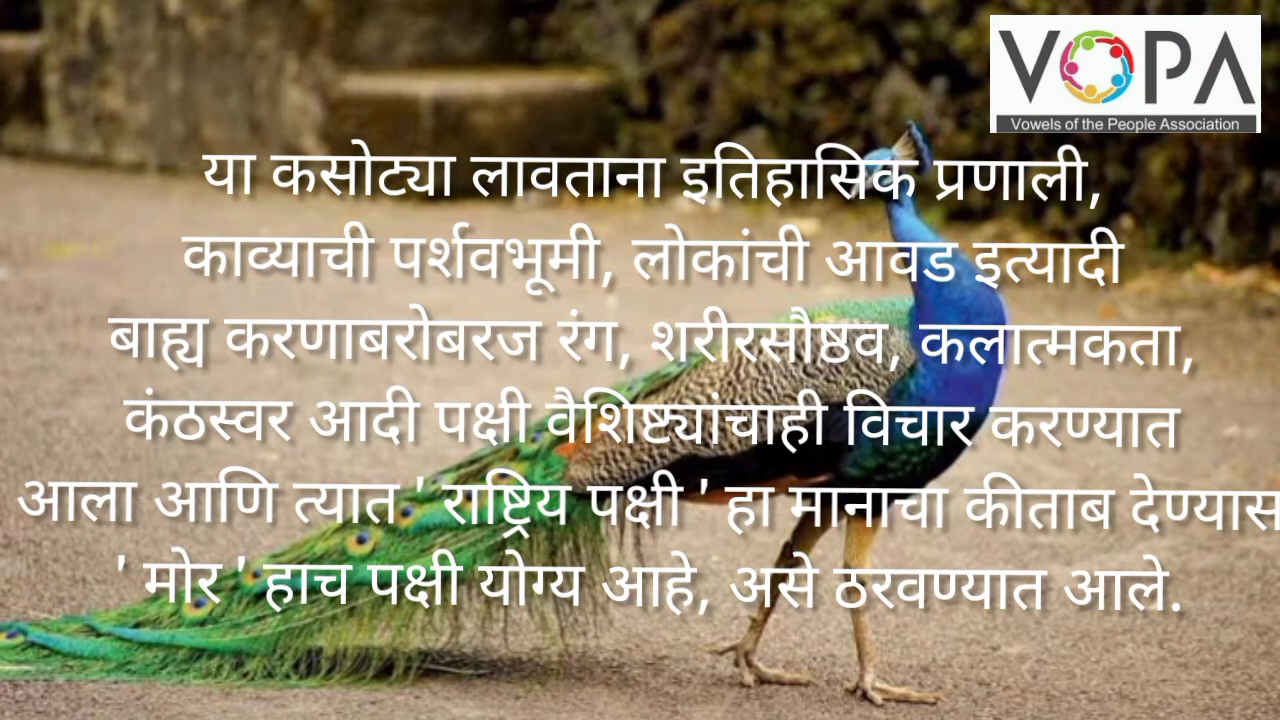 VOPA
Vowels of the People Association
या कसोट्या लावताना इतिहासिक प्रणाली,
काव्याची पर्शवभूमी, लोकांची आवड इत्यादी
बाह्य करणाबरोबरज रंग, शरीरसौष्ठव, कलात्मकता,
कंठस्वर आदी पक्षी वैशिष्ट्यांचाही विचार करण्यात
आला आणि त्यात ' राष्ट्रिय पक्षी ' हा मानाचा कीताब देण्यास
' मोर ' हाच पक्षी योग्य आहे, असे ठरवण्यात आले.